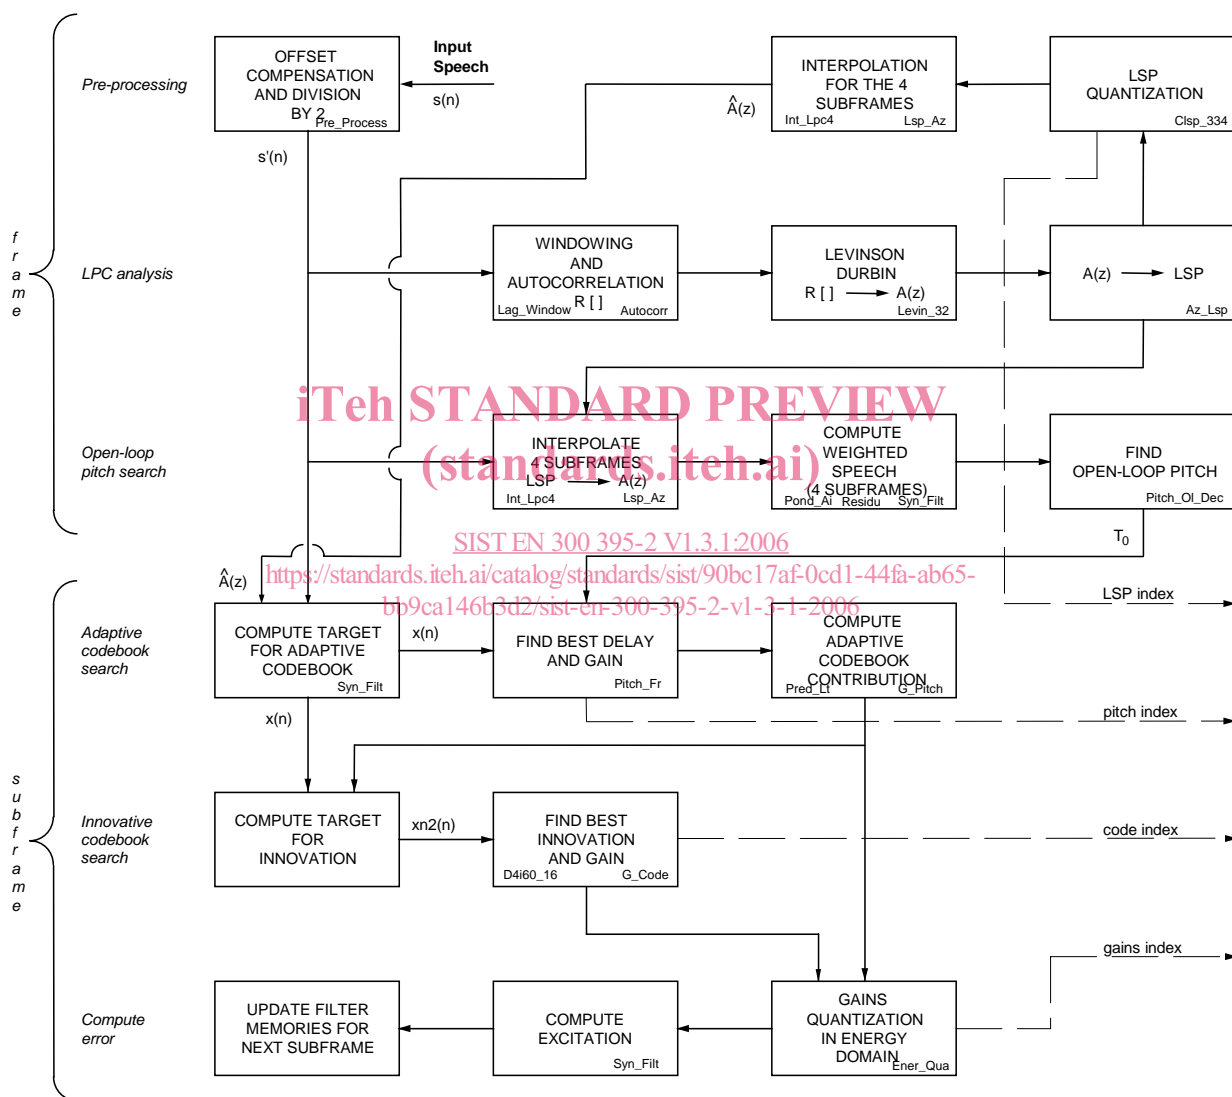 Pre-processing
OFFSET
COMPENSATION
AND DIVISION
BY 2
Pre_Process
Input
Speech
s(n)
Â(z)
INTERPOLATION
FOR THE 4
SUBFRAMES
Int_Lpc4 Lsp_Az
LSP
QUANTIZATION
Clsp_334
s'(n)
frame
LPC analysis
WINDOWING
AND
AUTOCORRELATION
R [ ]
Lag_Window Autocorr
LEVINSON
DURBIN
R [ ] → A(z)
Levin_32
A(z) → LSP
Az_Lsp
iTeh STANDARD PREVIEW
(standards.iteh.ai)
Open-loop
pitch search
INTERPOLATE
4 SUBFRAMES
LSP → A(z)
Int_Lpc4 Lsp_Az
COMPUTE
WEIGHTED
SPEECH
(4 SUBFRAMES)
Pond_Ai Residu Syn_Filt
FIND
OPEN-LOOP PITCH
Pitch_Ol_Dec
T0
SIST EN 300 395-2 V1.3.1:2006
https://standards.iteh.ai/catalog/standards/sist/90bc17af-0cd1-44fa-ab65-
bb9ca146b3d2/sist-en-300-395-2-v1-3-1-2006
Â(z)
LSP index
subframe
Adaptive
codebook
search
COMPUTE TARGET
FOR ADAPTIVE
CODEBOOK
Syn_Filt
x(n)
FIND BEST DELAY
AND GAIN
Pitch_Fr
COMPUTE
ADAPTIVE
CODEBOOK
CONTRIBUTION
Pred_Lt G_Pitch
x(n)
pitch index
Innovative
codebook
search
COMPUTE TARGET
FOR
INNOVATION
xn2(n)
FIND BEST
INNOVATION
AND GAIN
D4i60_16 G_Code
code index
gains index
Compute
error
UPDATE FILTER
MEMORIES FOR
NEXT SUBFRAME
COMPUTE
EXCITATION
Syn_Filt
GAINS
QUANTIZATION
IN ENERGY
DOMAIN
Ener_Qua